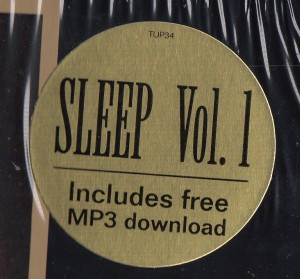 TUP34
SLEEP Vol. 1
Includes free
MP3 download